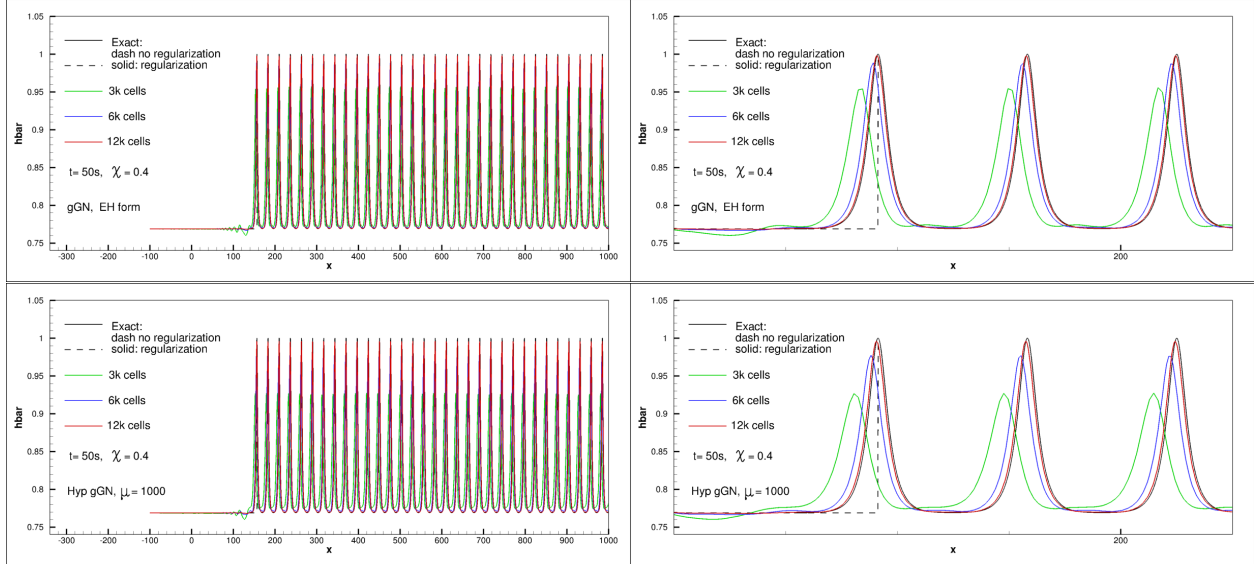 1.05
1
0.95
0.9
0.85
0.8
0.75
hbar
Exact:
dash no regularization
solid: regularization
3k cells
6k cells
12k cells
t= 50s, χ = 0.4
gGN, EH form
-300 -200 -100 0 100 200 300 400 500 600 700 800 900 1000
x
1.05
1
0.95
0.9
0.85
0.8
0.75
hbar
Exact:
dash no regularization
solid: regularization
3k cells
6k cells
12k cells
t= 50s, χ = 0.4
gGN, EH form
200
x
1.05
1
0.95
0.9
0.85
0.8
0.75
hbar
Exact:
dash no regularization
solid: regularization
3k cells
6k cells
12k cells
t= 50s, χ = 0.4
Hyp gGN, μ = 1000
-300 -200 -100 0 100 200 300 400 500 600 700 800 900 1000
x
1.05
1
0.95
0.9
0.85
0.8
0.75
hbar
Exact:
dash no regularization
solid: regularization
3k cells
6k cells
12k cells
t= 50s, χ = 0.4
Hyp gGN, μ = 1000
200
x